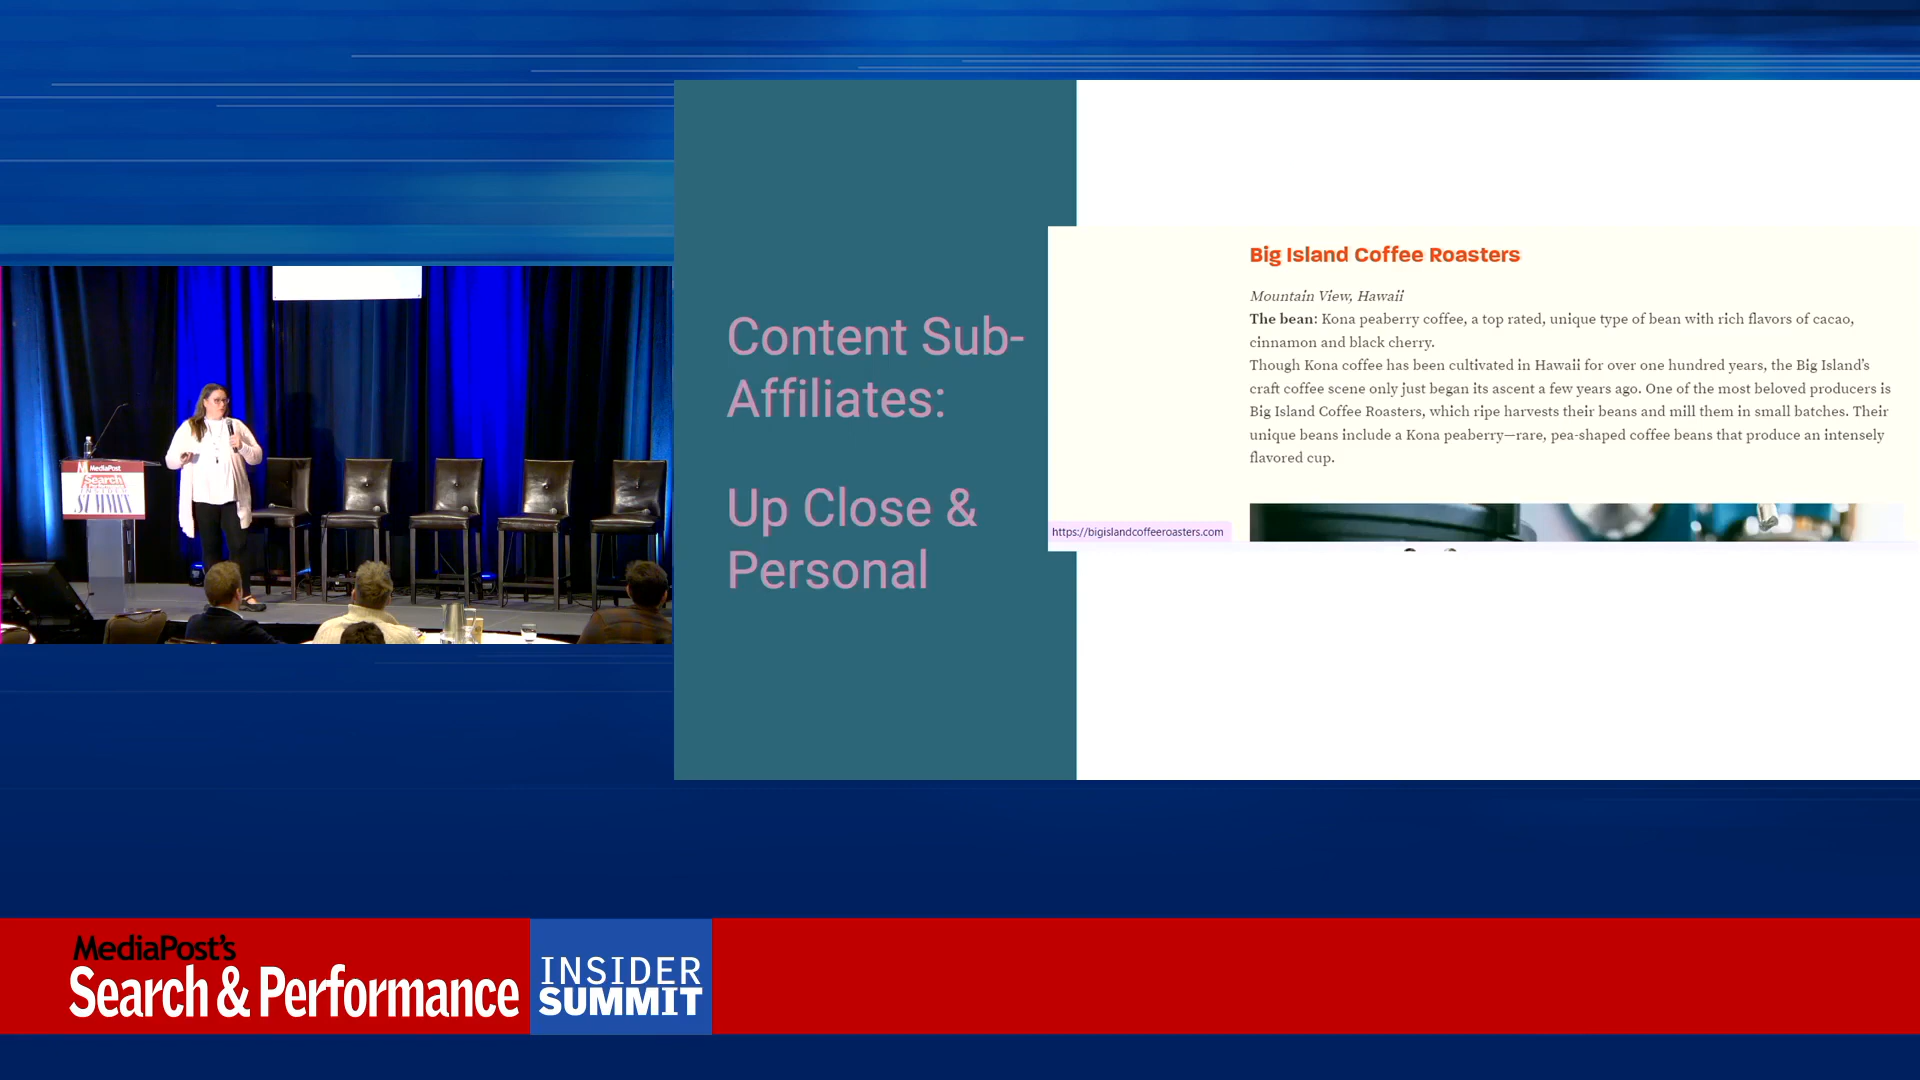 Content Sub-
Affiliates:
Up Close &
Personal
Big Island Coffee Roasters
Mountain View, Hawaii
The bean: Kona peaberry coffee, a top rated, unique type of bean with rich flavors of cacao,
cinnamon and black cherry.
Though Kona coffee has been cultivated in Hawaii for over one hundred years, the Big Island’s
craft coffee scene only just began its ascent a few years ago. One of the most beloved producers is
Big Island Coffee Roasters, which ripe harvests their beans and mill them in small batches. Their
unique beans include a Kona peaberry—rare, pea-shaped coffee beans that produce an intensely
flavored cup.
https://bigislandcoffeeroasters.com
MediaPost
Search
INSIDER
SUMMIT
MediaPost's
Search & Performance
INSIDER
SUMMIT